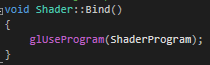 void Shader::Bind()
{
glUseProgram(ShaderProgram);
}